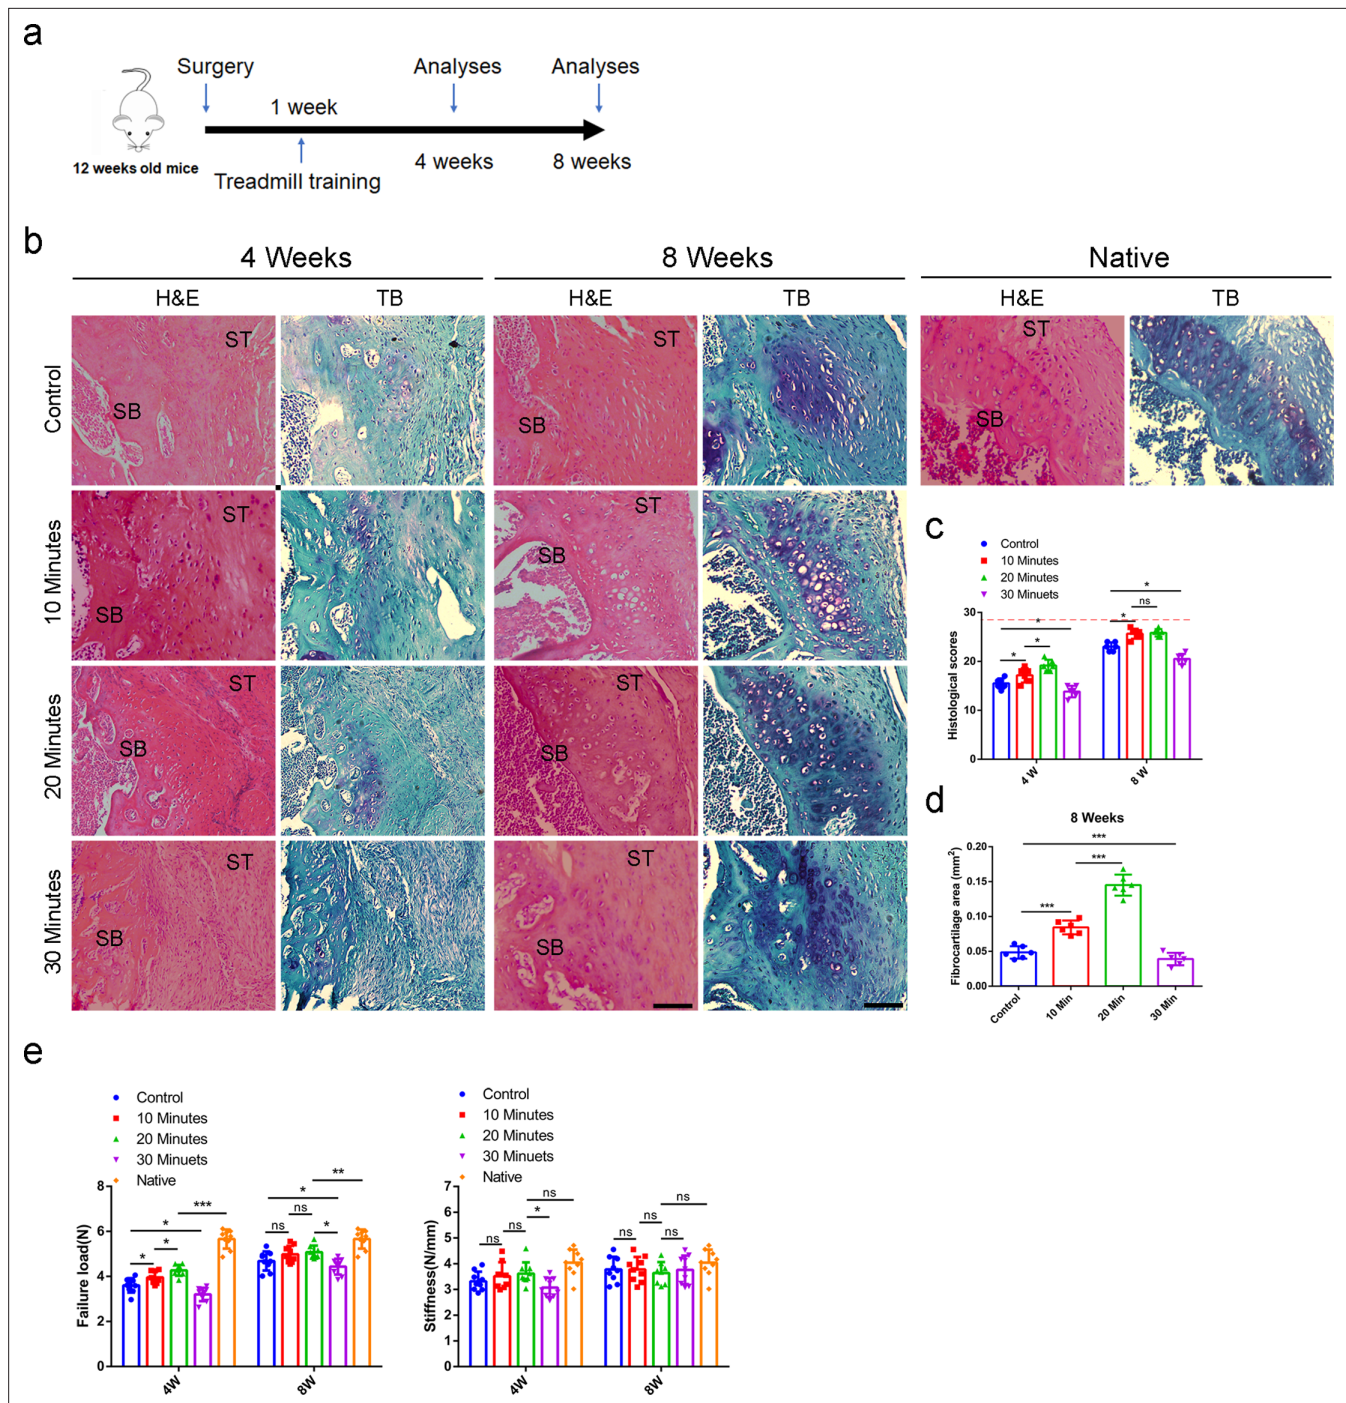 a
Surgery
Analyses
Analyses
1 week
12 weeks old mice
4 weeks
8 weeks
Treadmill training
b
4 Weeks
8 Weeks
Native
H&E
TB
H&E
TB
H&E
TB
Control
ST
SB
ST
SB
ST
SB
10 Minutes
ST
SB
ST
SB
20 Minutes
ST
SB
ST
SB
30 Minutes
ST
SB
ST
SB
c
Control
10 Minutes
20 Minutes
30 Minuets
Histological scores
30
20
10
0
*
*
*
*
*
ns
4 W
8 W
d
8 Weeks
Fibrocartilage area (mm²)
0.20
0.15
0.10
0.05
0.00
***
***
***
Control
10 Min
20 Min
30 Min
e
Control
10 Minutes
20 Minutes
30 Minuets
Native
Failure load(N)
8
6
4
2
0
*
*
*
***
ns
ns
*
*
**
4W
8W
Control
10 Minutes
20 Minutes
30 Minuets
Native
Stiffness(N/mm)
7
6
5
4
3
2
1
0
ns
ns
*
ns
ns
ns
ns
ns
4W
8W